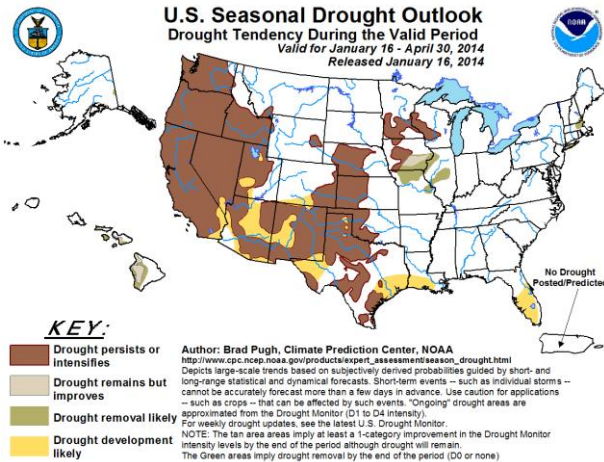 U.S. Seasonal Drought Outlook
Drought Tendency During the Valid Period
Valid for January 16 - April 30, 2014
Released January 16, 2014
NOAA
No Drought
Posted/Predicted
KEY:
Drought persists or
intensifies
Drought remains but
improves
Drought removal likely
Drought development
likely
Author: Brad Pugh, Climate Prediction Center, NOAA
http://www.cpc.ncep.noaa.gov/products/expert_assessment/season_drought.html
Depicts large-scale trends based on subjectively derived probabilities guided by short- and
long-range statistical and dynamical forecasts. Short-term events -- such as individual storms --
cannot be accurately forecast more than a few days in advance. Use caution for applications
-- such as crops -- that can be affected by such events. "Ongoing" drought areas are
approximated from the Drought Monitor (D1 to D4 intensity).
For weekly drought updates, see the latest U.S. Drought Monitor.
NOTE: The tan area areas imply at least a 1-category improvement in the Drought Monitor
intensity levels by the end of the period although drought will remain.
The Green areas imply drought removal by the end of the period (D0 or none)